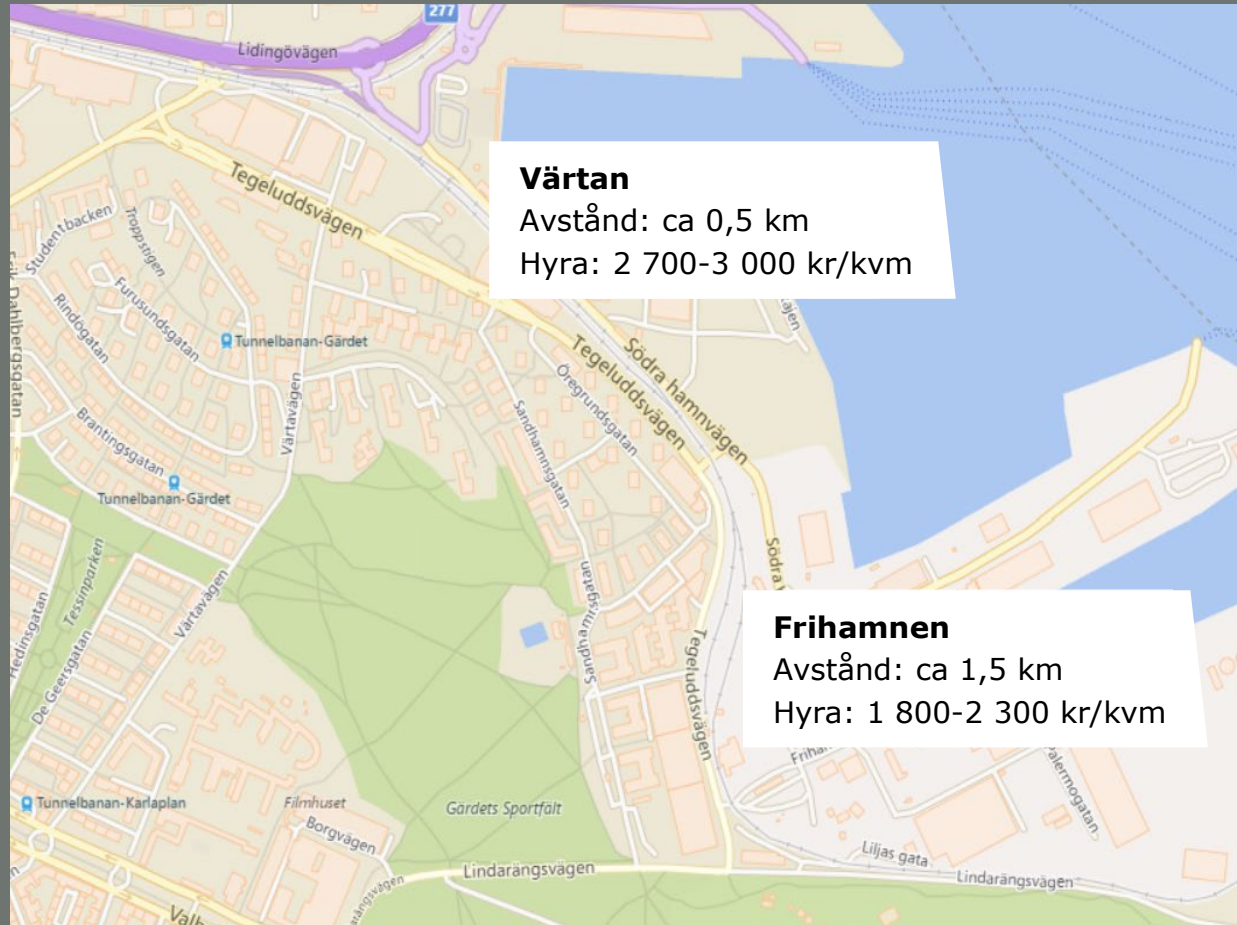 277
Lidingövägen
Tegeluddsvägen
Värtan
Avstånd: ca 0,5 km
Hyra: 2 700-3 000 kr/kvm
Studentbacken
Troppstigen
Furusundsgatan
Rindögatan
Dahlbergsgatan
Tunnelbanan-Gärdet
Värtavägen
Tegeluddsvägen
Södra hamnvägen
Öregrundsgatan
Sandhamnsgatan
Brantingsgatan
Tunnelbanan-Gärdet
Södra
Tessinparken
Hedinsgatan
De Geersgatan
Värtavägen
Sandhamnsgatan
Tegeluddsvägen
Frihamnen
Avstånd: ca 1,5 km
Hyra: 1 800-2 300 kr/kvm
Palermogatan
Tunnelbanan-Karlaplan
Filmhuset
Borgvägen
Gärdets Sportfält
Liljas gata
Lindarängsvägen
Lindarängsvägen